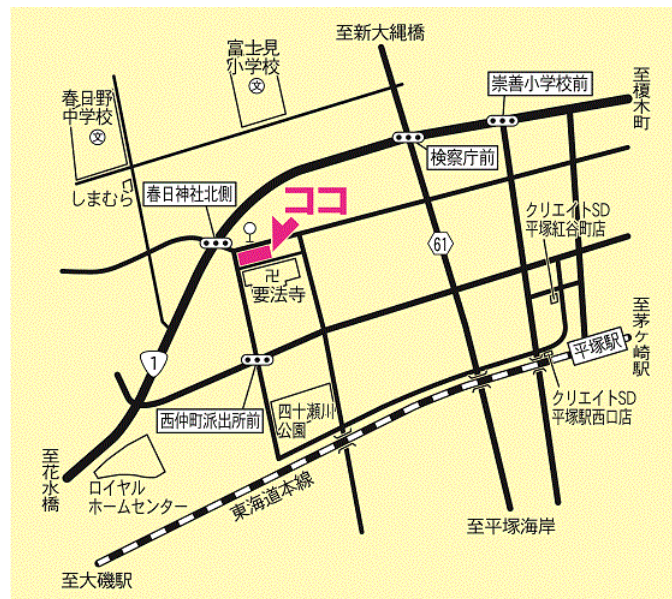 至新大縄橋
富士見
小学校
文
崇善小学校前
至榎木町
春日野
中学校
文
検察庁前
しまむら
春日神社北側
ココ
クリエイトSD
平塚紅谷町店
61
卍
要法寺
至茅ヶ崎駅
平塚駅
1
クリエイトSD
平塚駅西口店
西仲町派出所前
四十瀬川
公園
至花水橋
ロイヤル
ホームセンター
東海道本線
至平塚海岸
至大磯駅